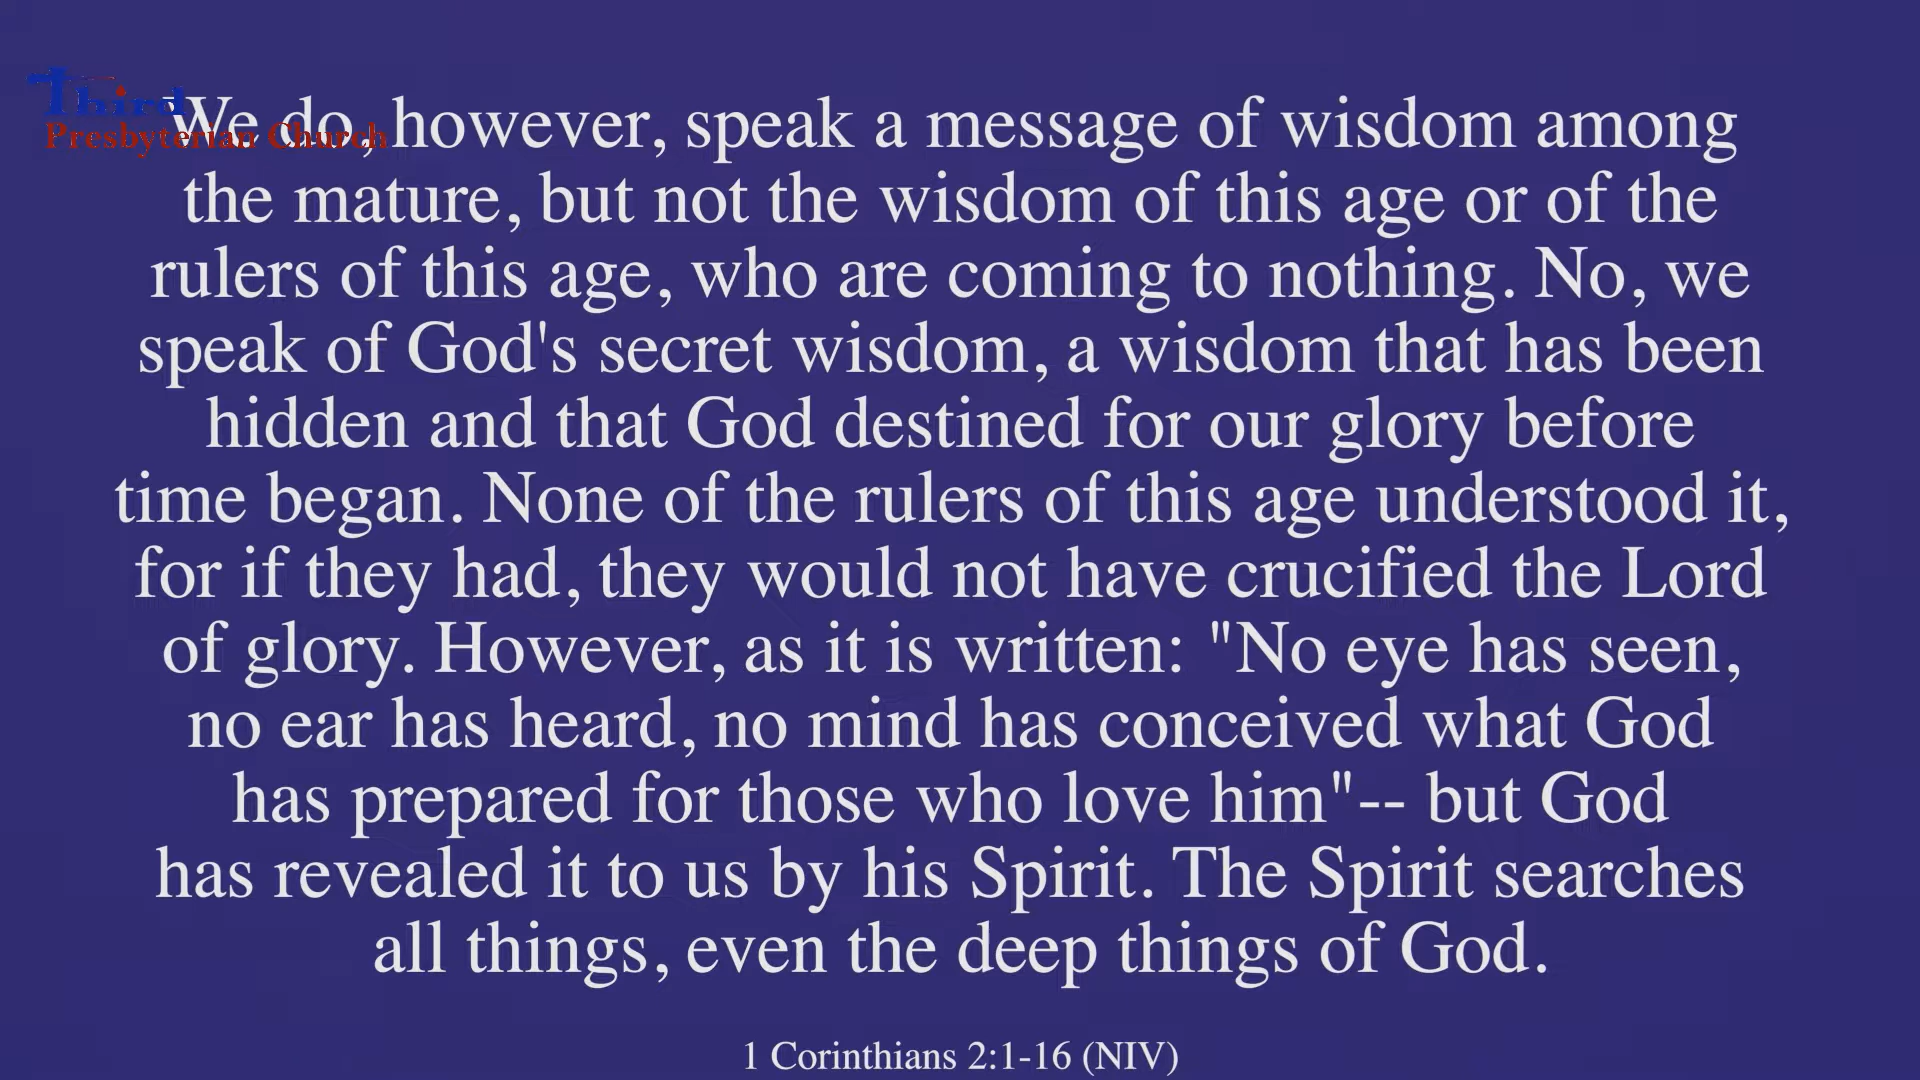 Third
Presbyterian Church
We do, however, speak a message of wisdom among
the mature, but not the wisdom of this age or of the
rulers of this age, who are coming to nothing. No, we
speak of God's secret wisdom, a wisdom that has been
hidden and that God destined for our glory before
time began. None of the rulers of this age understood it,
for if they had, they would not have crucified the Lord
of glory. However, as it is written: "No eye has seen,
no ear has heard, no mind has conceived what God
has prepared for those who love him"-- but God
has revealed it to us by his Spirit. The Spirit searches
all things, even the deep things of God.
1 Corinthians 2:1-16 (NIV)